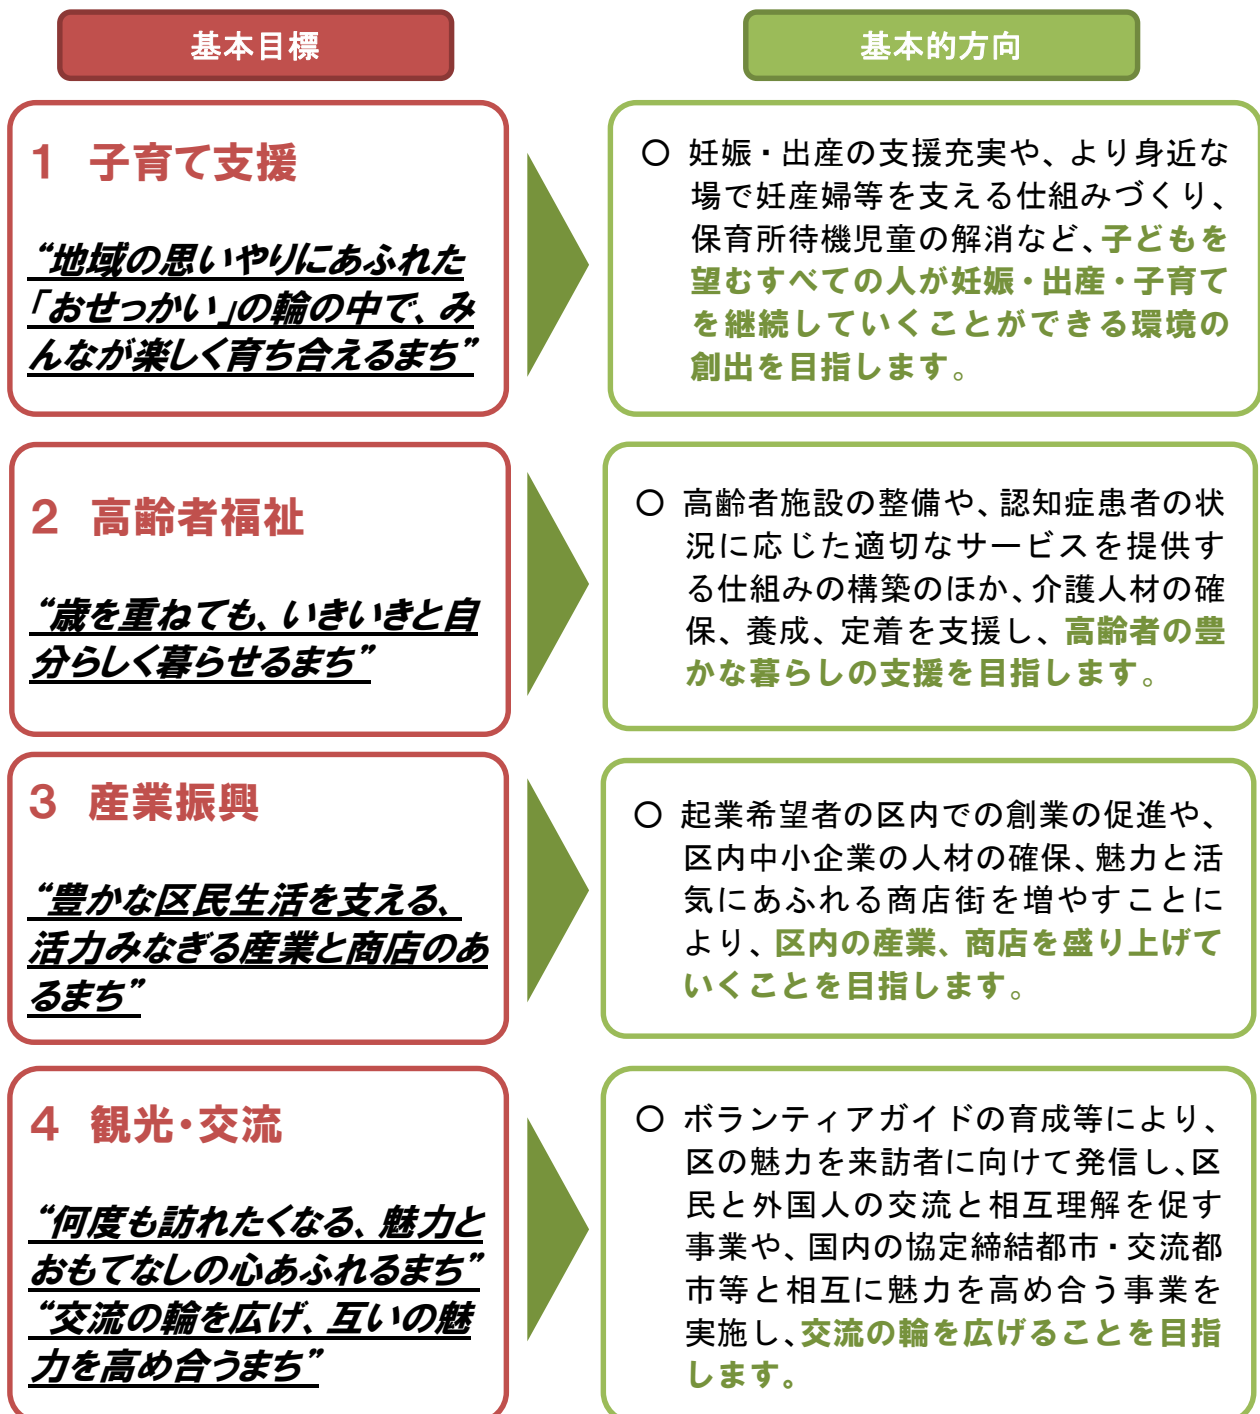 基本目標
基本的方向
1 子育て支援
“地域の思いやりにあふれた
「おせっかい」の輪の中で、み
んなが楽しく育ち合えるまち”
○ 妊娠・出産の支援充実や、より身近な
場で妊産婦等を支える仕組みづくり、
保育所待機児童の解消など、子どもを
望むすべての人が妊娠・出産・子育て
を継続していくことができる環境の
創出を目指します。
2 高齢者福祉
“歳を重ねても、いきいきと自
分らしく暮らせるまち”
○ 高齢者施設の整備や、認知症患者の状
況に応じた適切なサービスを提供す
る仕組みの構築のほか、介護人材の確
保、養成、定着を支援し、高齢者の豊
かな暮らしの支援を目指します。
3 産業振興
“豊かな区民生活を支える、
活力みなぎる産業と商店のあ
るまち”
○ 起業希望者の区内での創業の促進や、
区内中小企業の人材の確保、魅力と活
気にあふれる商店街を増やすことに
より、区内の産業、商店を盛り上げて
いくことを目指します。
4 観光・交流
“何度も訪れたくなる、魅力と
おもてなしの心あふれるまち”
“交流の輪を広げ、互いの魅
力を高め合うまち”
○ ボランティアガイドの育成等により、
区の魅力を来訪者に向けて発信し、区
民と外国人の交流と相互理解を促す
事業や、国内の協定締結都市・交流都
市等と相互に魅力を高め合う事業を
実施し、交流の輪を広げることを目指
します。